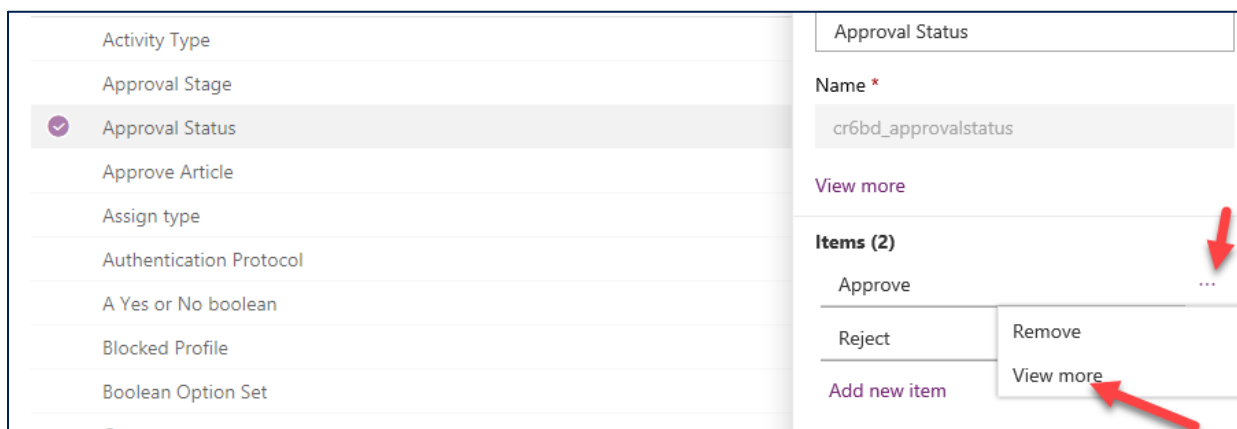 Activity Type
Approval Stage
Approval Status
Approve Article
Assign type
Authentication Protocol
A Yes or No boolean
Blocked Profile
Boolean Option Set
Approval Status
Name *
cr6bd_approvalstatus
View more
Items (2)
Approve
...
Reject
Remove
View more
Add new item